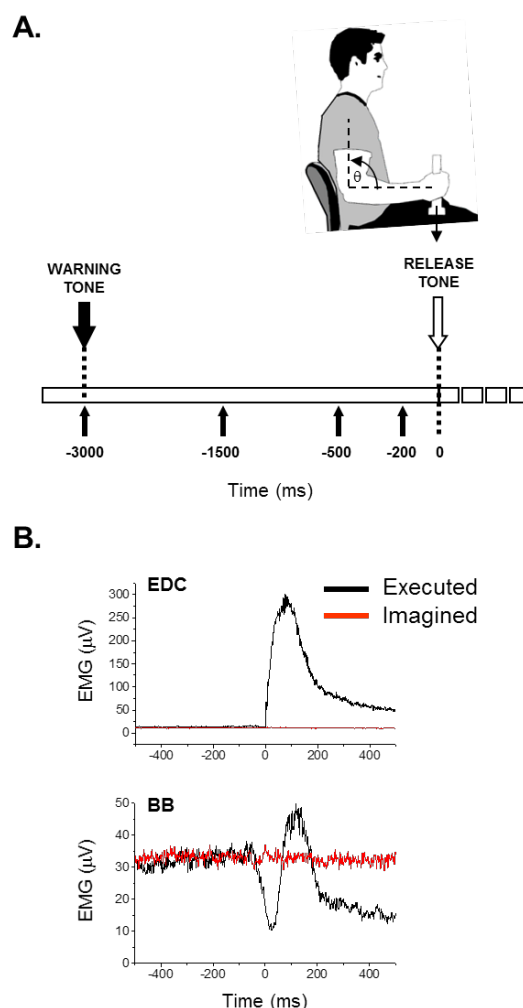 A.
θ
WARNING
TONE
RELEASE
TONE
-3000
-1500
-500
-200
0
Time (ms)
B.
EDC
Executed
Imagined
EMG (µV)
300
250
200
150
100
50
0
-400
-200
0
200
400
BB
EMG (µV)
50
40
30
20
10
0
-400
-200
0
200
400
Time (ms)